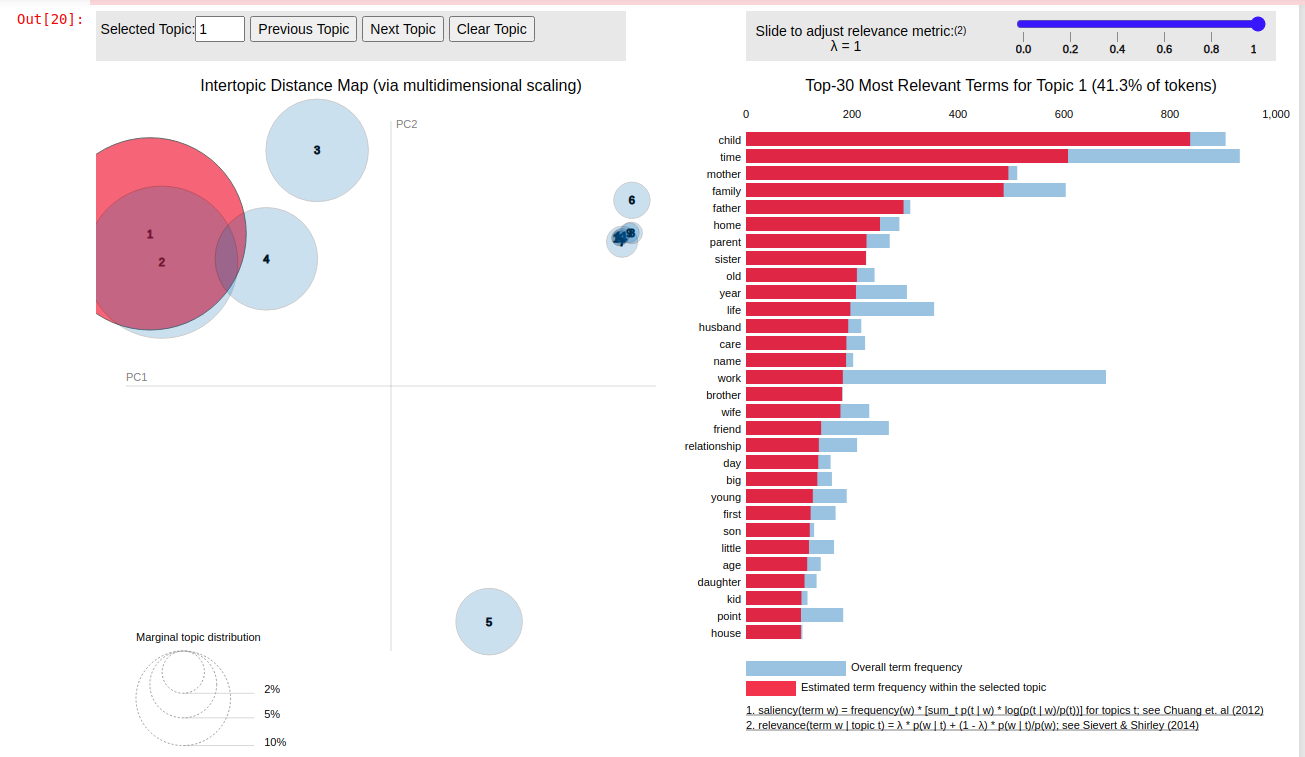 Out[20]:
Selected Topic: 1 Previous Topic Next Topic Clear Topic
Slide to adjust relevance metric:(2)
λ = 1
0.0 0.2 0.4 0.6 0.8 1
Intertopic Distance Map (via multidimensional scaling)
PC2
PC1
3
6
1
2
4
5
Marginal topic distribution
2%
5%
10%
Top-30 Most Relevant Terms for Topic 1 (41.3% of tokens)
0 200 400 600 800 1,000
child
time
mother
family
father
home
parent
sister
old
year
life
husband
care
name
work
brother
wife
friend
relationship
day
big
young
first
son
little
age
daughter
kid
point
house
Overall term frequency
Estimated term frequency within the selected topic
1. saliency(term w) = frequency(w) * [sum_t p(t | w) * log(p(t | w)/p(t))] for topics t; see Chuang et. al (2012)
2. relevance(term w | topic t) = λ * p(w | t) + (1 - λ) * p(w | t)/p(w); see Sievert & Shirley (2014)